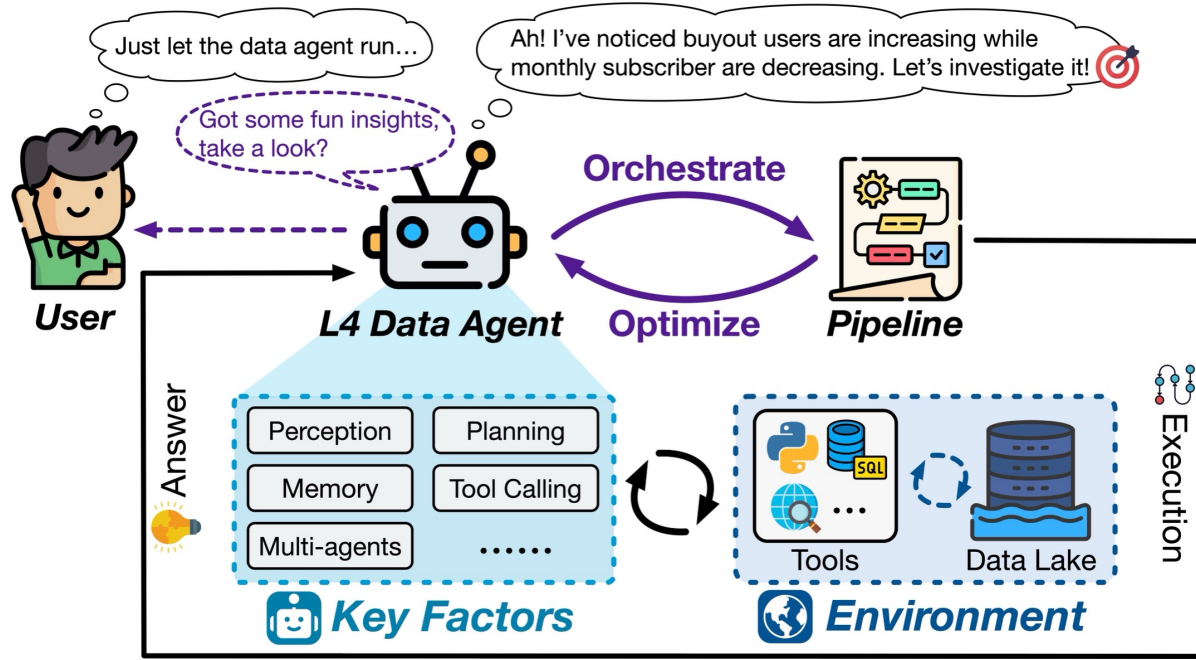 Just let the data agent run…
Ah! I've noticed buyout users are increasing while
monthly subscriber are decreasing. Let's investigate it!
Got some fun insights,
take a look?
Orchestrate
Optimize
User
L4 Data Agent
Pipeline
Answer
Execution
Perception
Planning
Memory
Tool Calling
Multi-agents
......
SQL
...
Tools
Data Lake
Key Factors
Environment